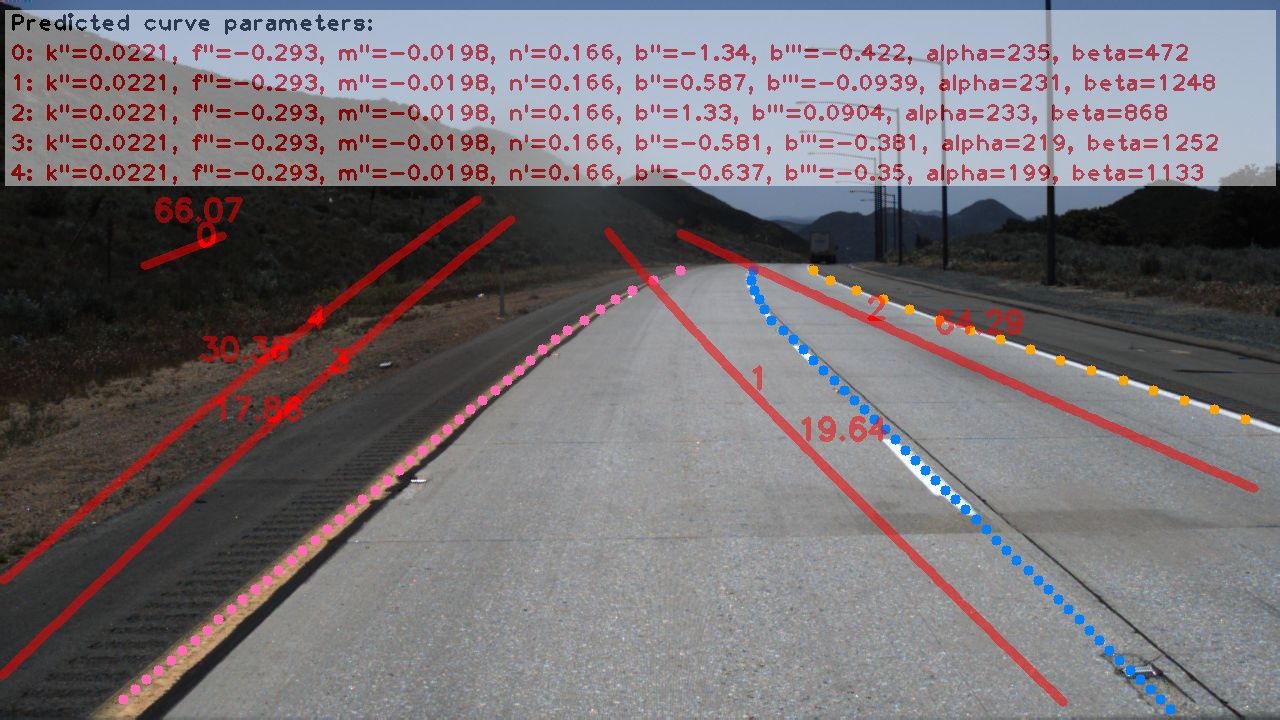 Predicted curve parameters:
0: k''=0.0221, f''=-0.293, m''=-0.0198, n'=0.166, b''=-1.34, b'''=-0.422, alpha=235, beta=472
1: k''=0.0221, f''=-0.293, m''=-0.0198, n'=0.166, b''=0.587, b'''=-0.0939, alpha=231, beta=1248
2: k''=0.0221, f''=-0.293, m''=-0.0198, n'=0.166, b''=1.33, b'''=0.0904, alpha=233, beta=868
3: k''=0.0221, f''=-0.293, m''=-0.0198, n'=0.166, b''=-0.581, b'''=-0.381, alpha=219, beta=1252
4: k''=0.0221, f''=-0.293, m''=-0.0198, n'=0.166, b''=-0.637, b'''=-0.35, alpha=199, beta=1133
66.07
0
4
2
64.29
30.36
3
1
17.86
19.64